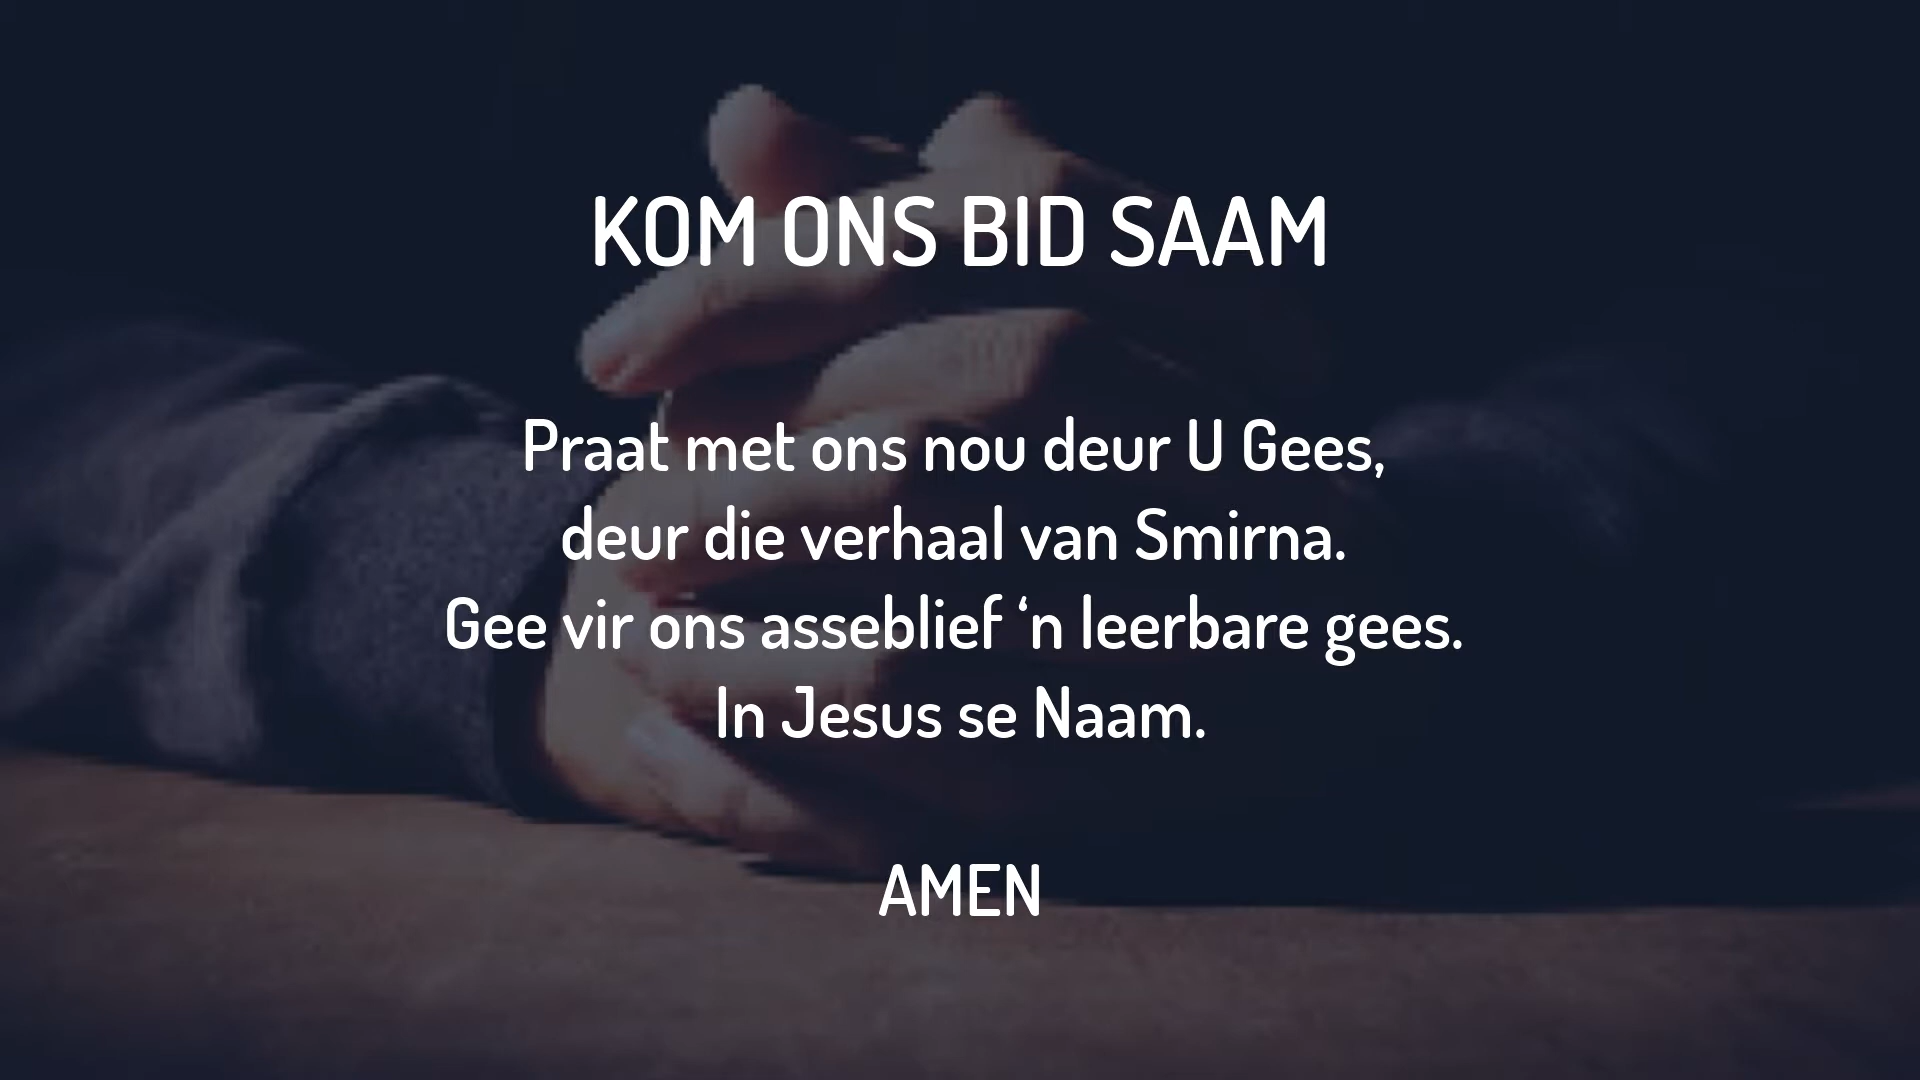 KOM ONS BID SAAM
Praat met ons nou deur U Gees,
deur die verhaal van Smirna.
Gee vir ons asseblief ‘n leerbare gees.
In Jesus se Naam.
AMEN